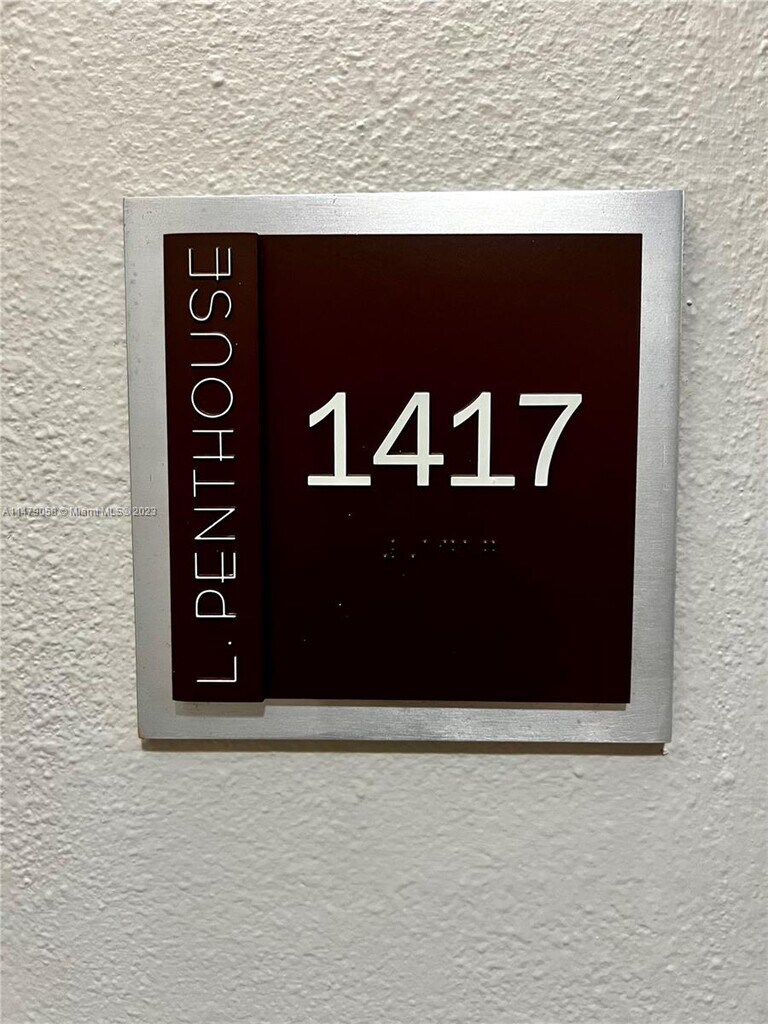 L. PENTHOUSE
1417
A11479058 © Miami MLS® 2023